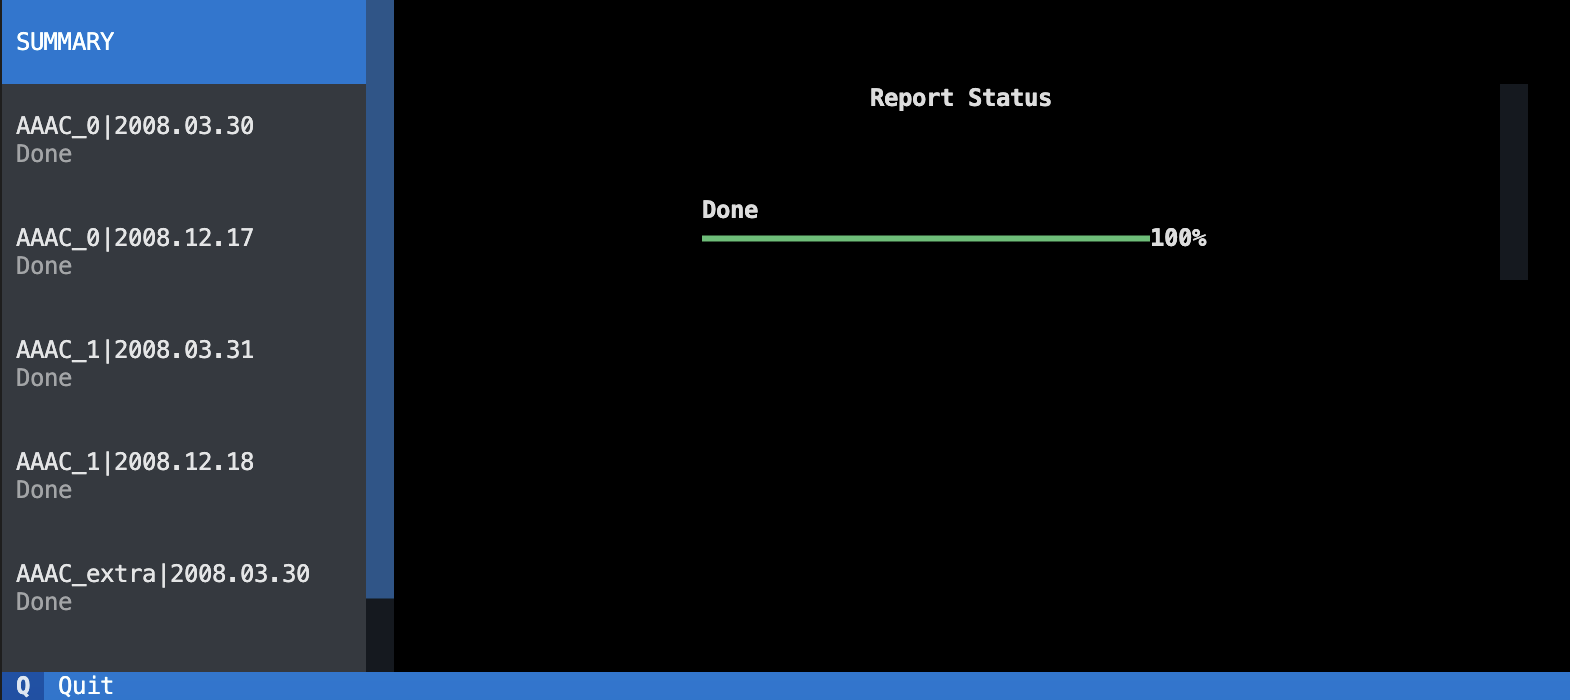 SUMMARY
AAAC_0|2008.03.30
Done
AAAC_0|2008.12.17
Done
AAAC_1|2008.03.31
Done
AAAC_1|2008.12.18
Done
AAAC_extra|2008.03.30
Done
Report Status
Done
100%
Q Quit